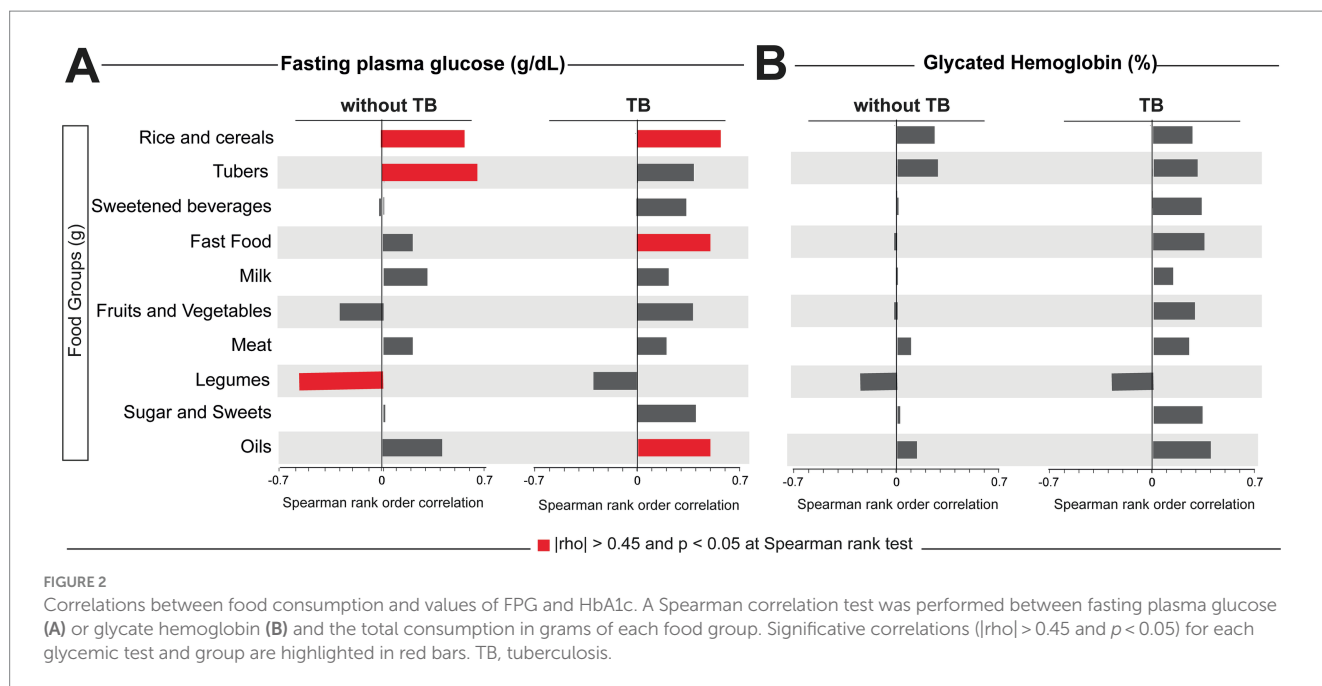 A
Fasting plasma glucose (g/dL)
B
Glycated Hemoglobin (%)
without TB
TB
without TB
TB
Food Groups (g)
Rice and cereals
Tubers
Sweetened beverages
Fast Food
Milk
Fruits and Vegetables
Meat
Legumes
Sugar and Sweets
Oils
-0.7 0 0.7
-0.7 0 0.7
-0.7 0 0.7
-0.7 0 0.7
Spearman rank order correlation
Spearman rank order correlation
Spearman rank order correlation
Spearman rank order correlation
|rho| > 0.45 and p < 0.05 at Spearman rank test
FIGURE 2
Correlations between food consumption and values of FPG and HbA1c. A Spearman correlation test was performed between fasting plasma glucose
(A) or glycate hemoglobin (B) and the total consumption in grams of each food group. Significative correlations (|rho| > 0.45 and p < 0.05) for each
glycemic test and group are highlighted in red bars. TB, tuberculosis.